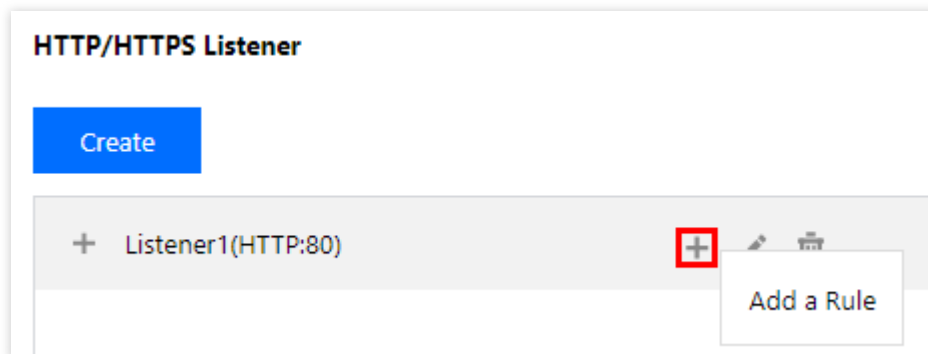 HTTP/HTTPS Listener
Create
Listener1(HTTP:80)
Add a Rule